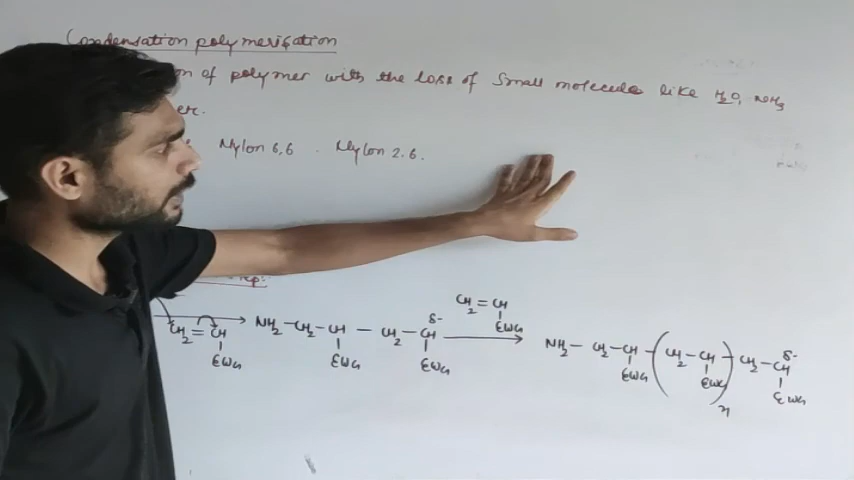 Condensation polymerisation
of polymer with the loss of small molecule like H2O, NH3
etc.
Nylon 6,6 . Nylon 2.6.
step:
CH2=CH
EWG
NH2-CH2-CH - CH2-CH δ-
EWG EWG
CH2=CH
EWG
NH2- CH2-CH-(CH2-CH)n-CH2-CH δ-
EWG EWG EWG